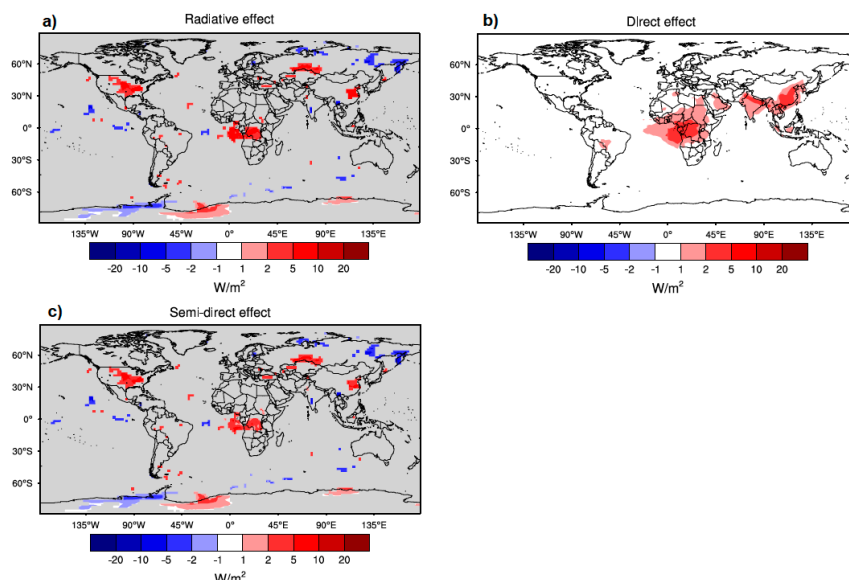 a) Radiative effect
60°N
30°N
0°
30°S
60°S
135°W 90°W 45°W 0° 45°E 90°E 135°E
-20 -10 -5 -2 -1 1 2 5 10 20
W/m²
b) DIrect effect
60°N
30°N
0°
30°S
60°S
135°W 90°W 45°W 0° 45°E 90°E 135°E
-20 -10 -5 -2 -1 1 2 5 10 20
W/m²
c) Semi-direct effect
60°N
30°N
0°
30°S
60°S
135°W 90°W 45°W 0° 45°E 90°E 135°E
-20 -10 -5 -2 -1 1 2 5 10 20
W/m²